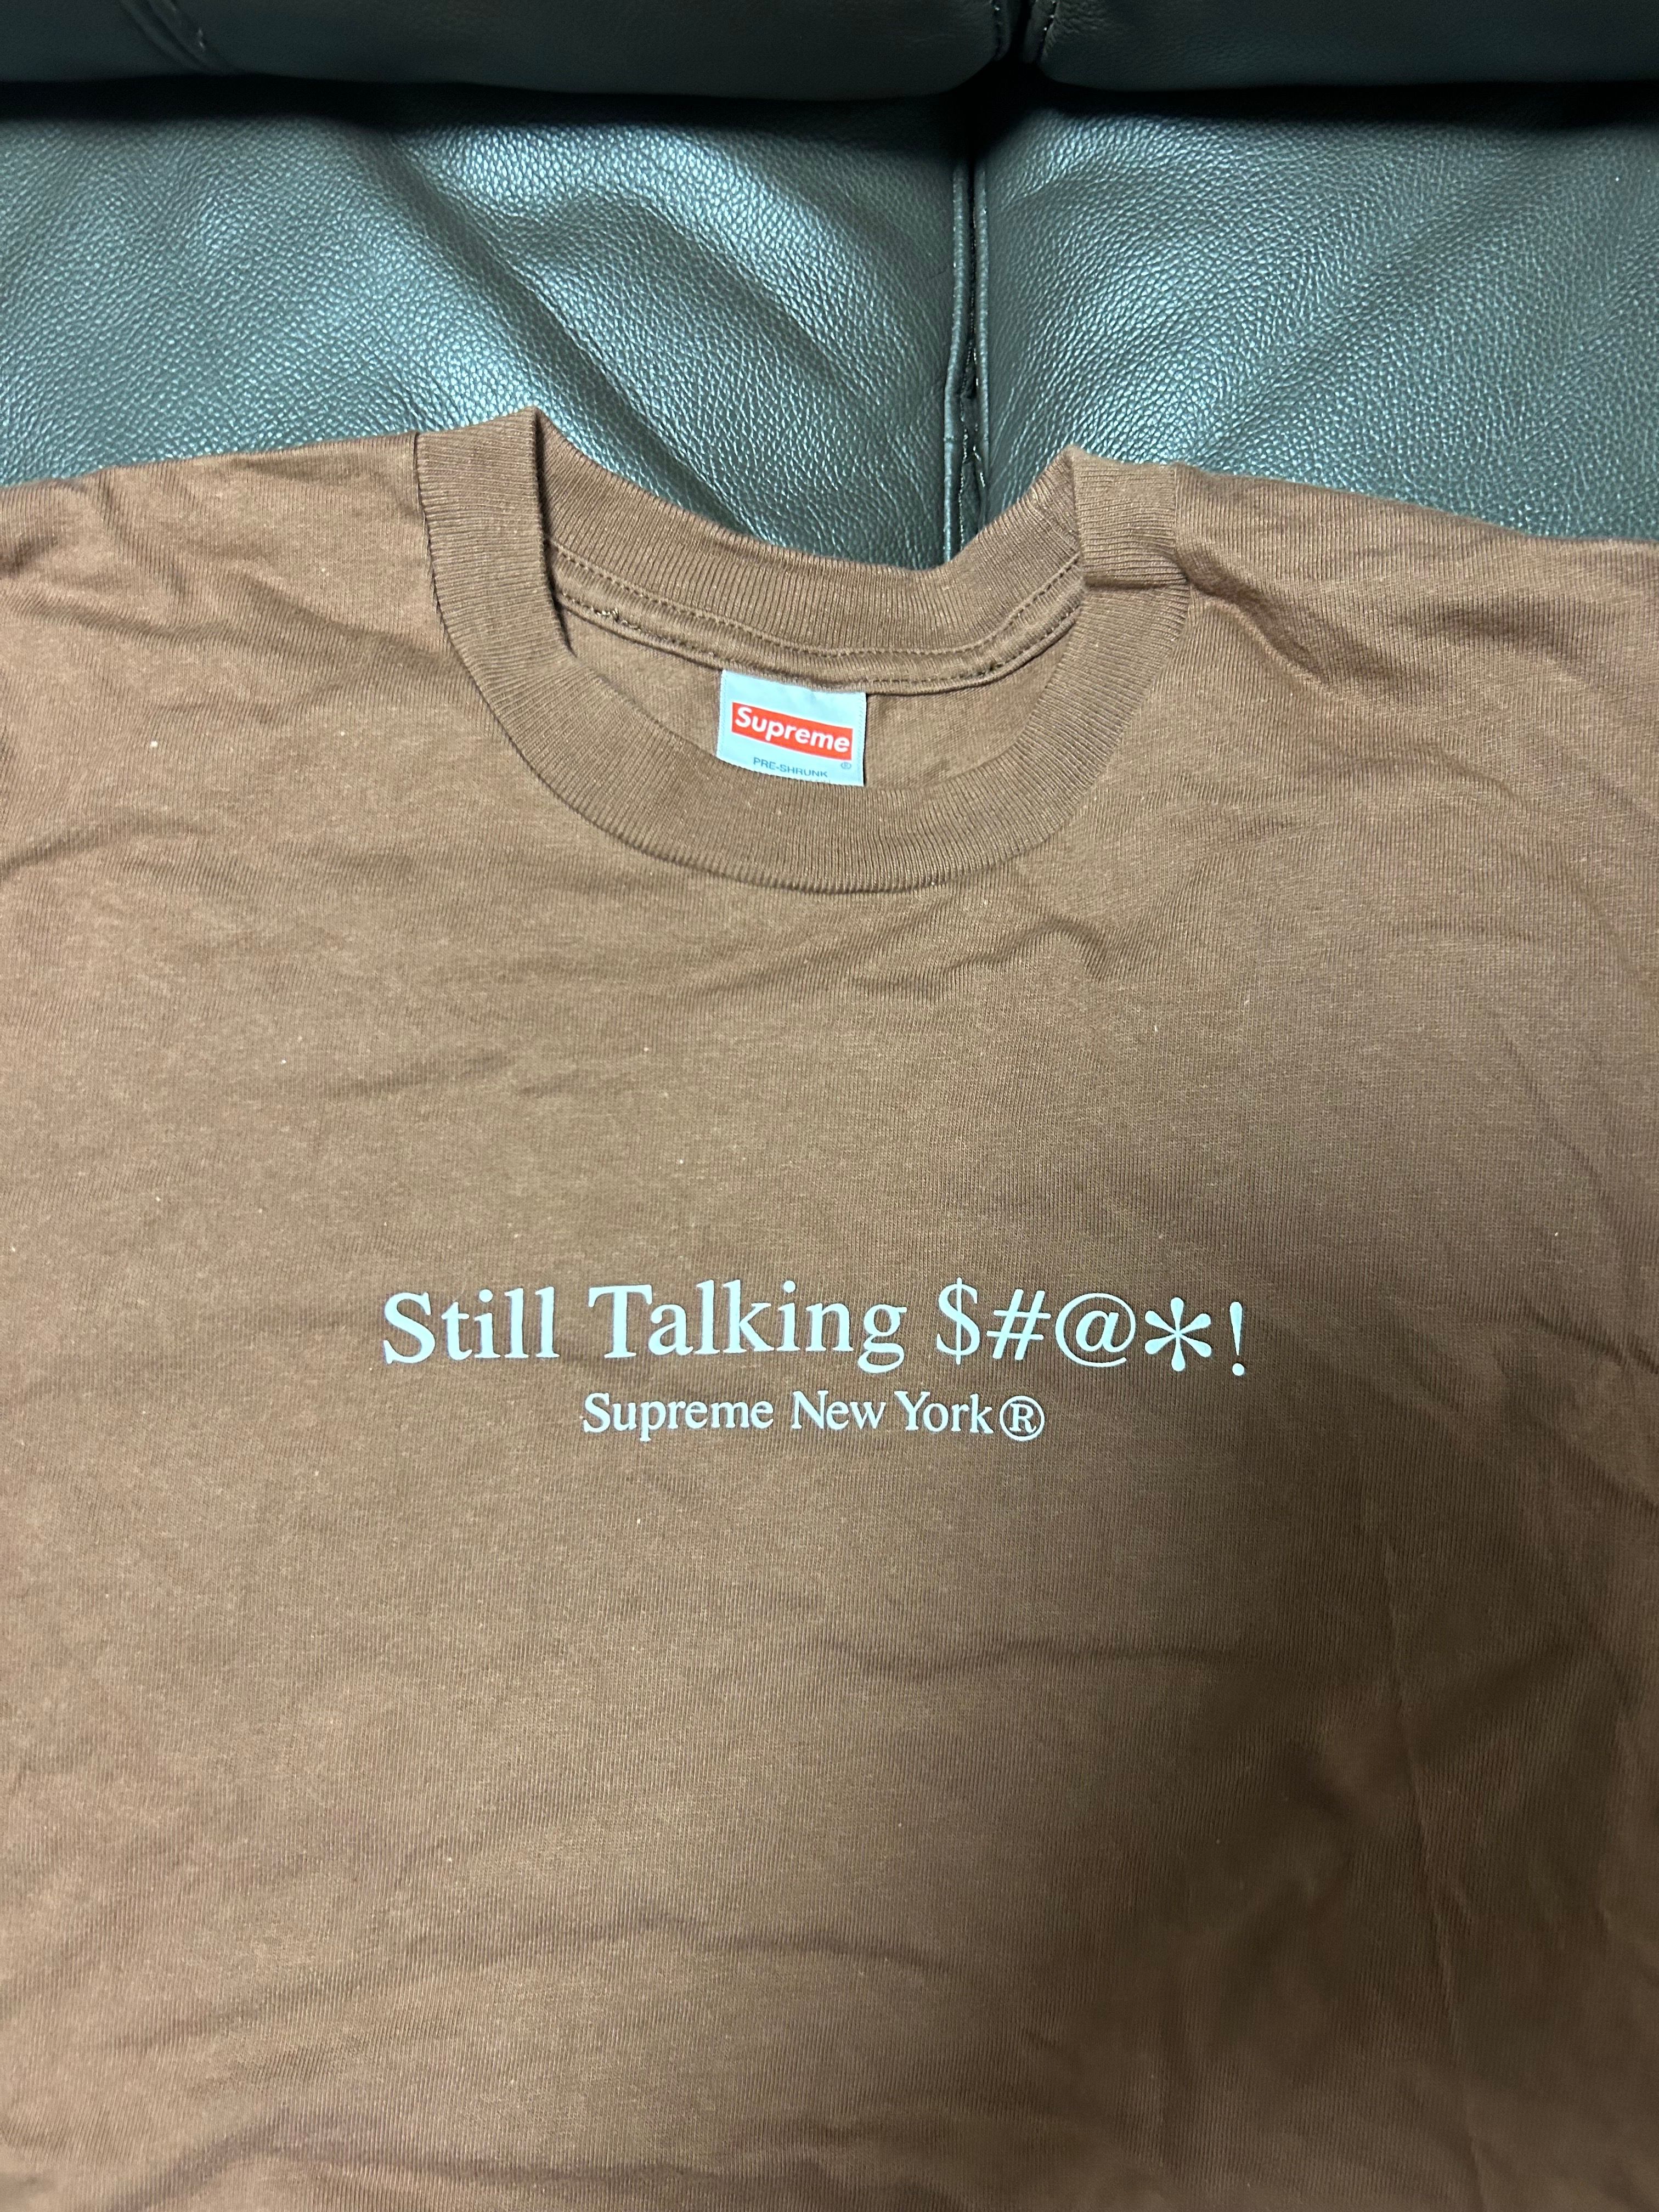 Supreme
PRE-SHRUNK ®
Still Talking $#@*!
Supreme New York®